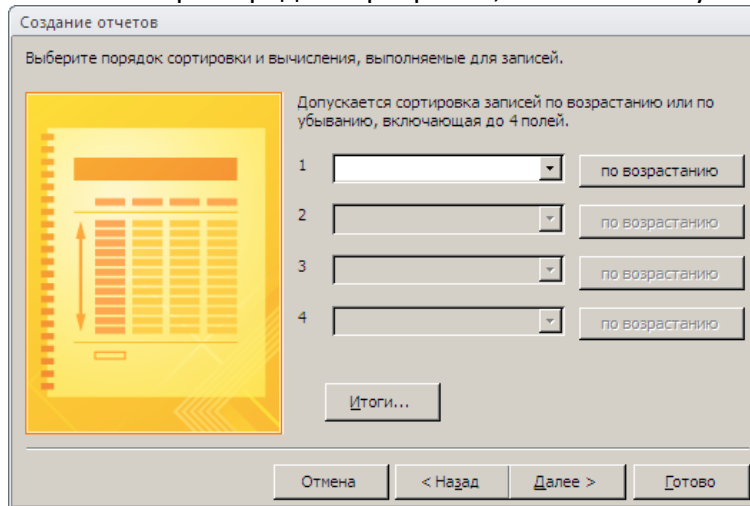 Создание отчетов
Выберите порядок сортировки и вычисления, выполняемые для записей.
Допускается сортировка записей по возрастанию или по
убыванию, включающая до 4 полей.
1 по возрастанию
2 по возрастанию
3 по возрастанию
4 по возрастанию
Итоги...
Отмена < Назад Далее > Готово